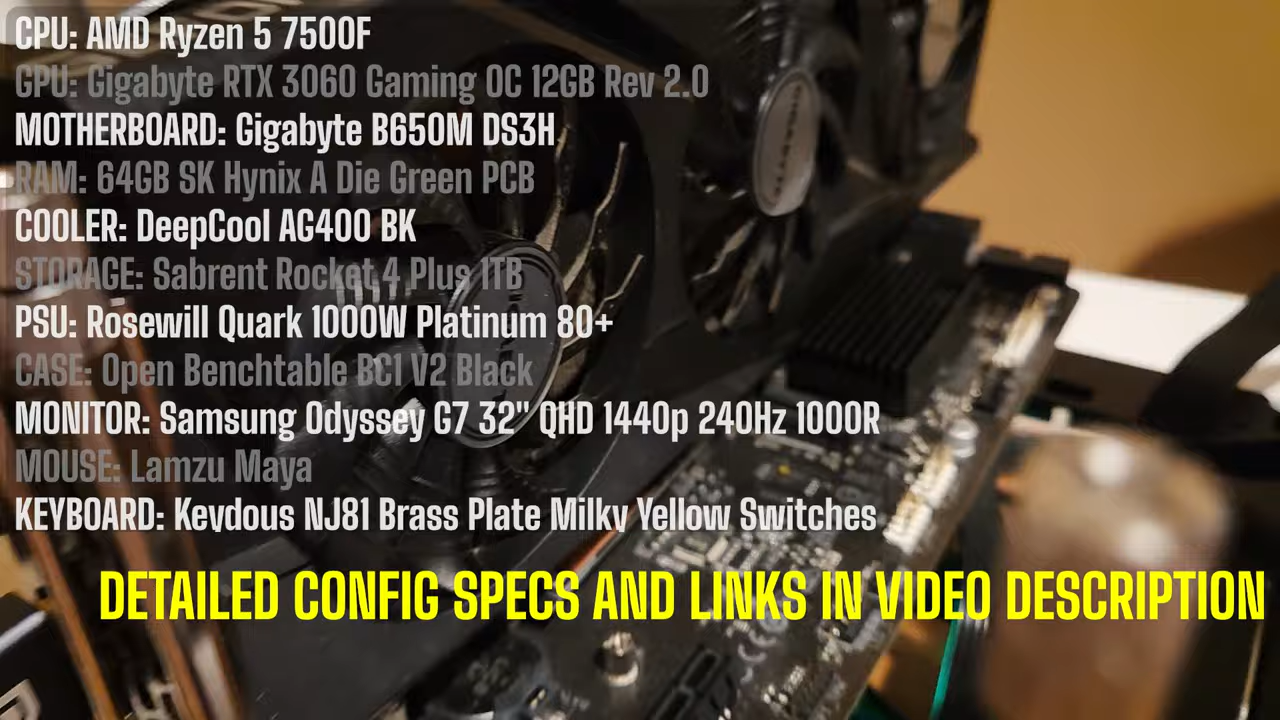 CPU: AMD Ryzen 5 7500F
GPU: Gigabyte RTX 3060 Gaming OC 12GB Rev 2.0
MOTHERBOARD: Gigabyte B650M DS3H
RAM: 64GB SK Hynix A Die Green PCB
COOLER: DeepCool AG400 BK
STORAGE: Sabrent Rocket 4 Plus 1TB
PSU: Rosewill Quark 1000W Platinum 80+
CASE: Open Benchtable BC1 V2 Black
MONITOR: Samsung Odyssey G7 32" QHD 1440p 240Hz 1000R
MOUSE: Lamzu Maya
KEYBOARD: Keydous NJ81 Brass Plate Milky Yellow Switches
DETAILED CONFIG SPECS AND LINKS IN VIDEO DESCRIPTION
GIGABYTE